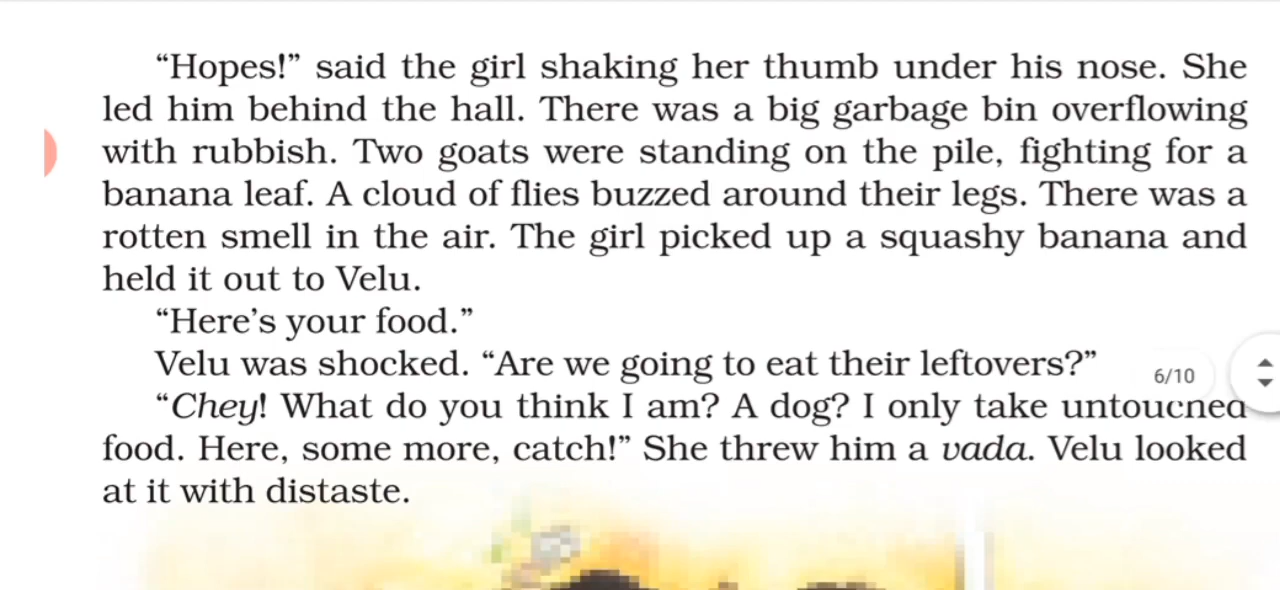 “Hopes!” said the girl shaking her thumb under his nose. She
led him behind the hall. There was a big garbage bin overflowing
with rubbish. Two goats were standing on the pile, fighting for a
banana leaf. A cloud of flies buzzed around their legs. There was a
rotten smell in the air. The girl picked up a squashy banana and
held it out to Velu.
“Here’s your food.”
Velu was shocked. “Are we going to eat their leftovers?”
6/10
“Chey! What do you think I am? A dog? I only take untouched
food. Here, some more, catch!” She threw him a vada. Velu looked
at it with distaste.